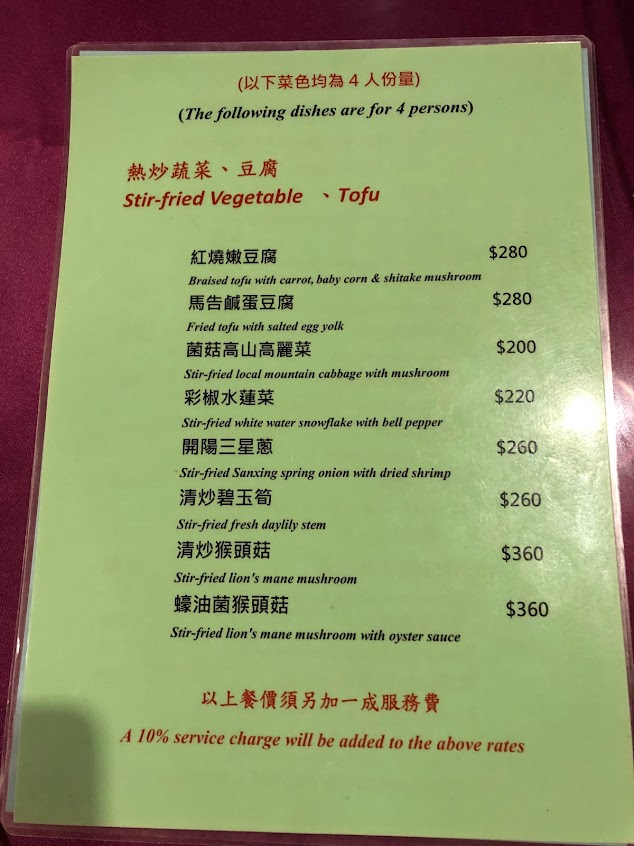 (以下菜色均為 4 人份量)
(The following dishes are for 4 persons)
熱炒蔬菜、豆腐
Stir-fried Vegetable 、Tofu
紅燒嫩豆腐 $280
Braised tofu with carrot, baby corn & shitake mushroom
馬告鹹蛋豆腐 $280
Fried tofu with salted egg yolk
菌菇高山高麗菜 $200
Stir-fried local mountain cabbage with mushroom
彩椒水蓮菜 $220
Stir-fried white water snowflake with bell pepper
開陽三星蔥 $260
Stir-fried Sanxing spring onion with dried shrimp
清炒碧玉筍 $260
Stir-fried fresh daylily stem
清炒猴頭菇 $360
Stir-fried lion's mane mushroom
蠔油菌猴頭菇 $360
Stir-fried lion's mane mushroom with oyster sauce
以上餐價須另加一成服務費
A 10% service charge will be added to the above rates